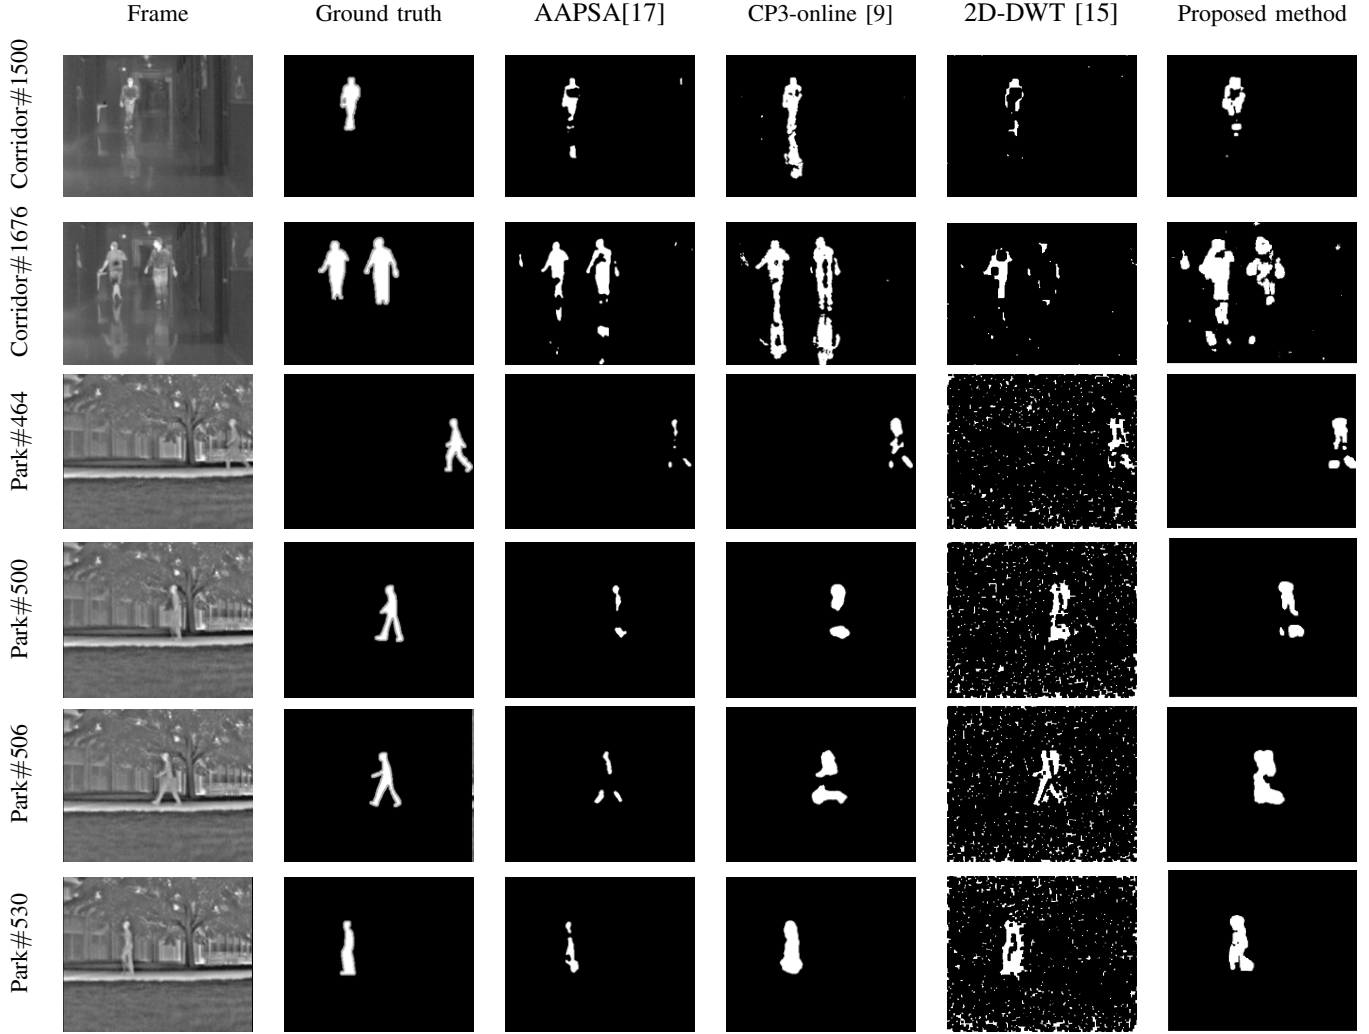 Frame
Ground truth
AAPSA[17]
CP3-online [9]
2D-DWT [15]
Proposed method
Corridor#1500
Corridor#1676
Park#464
Park#500
Park#506
Park#530